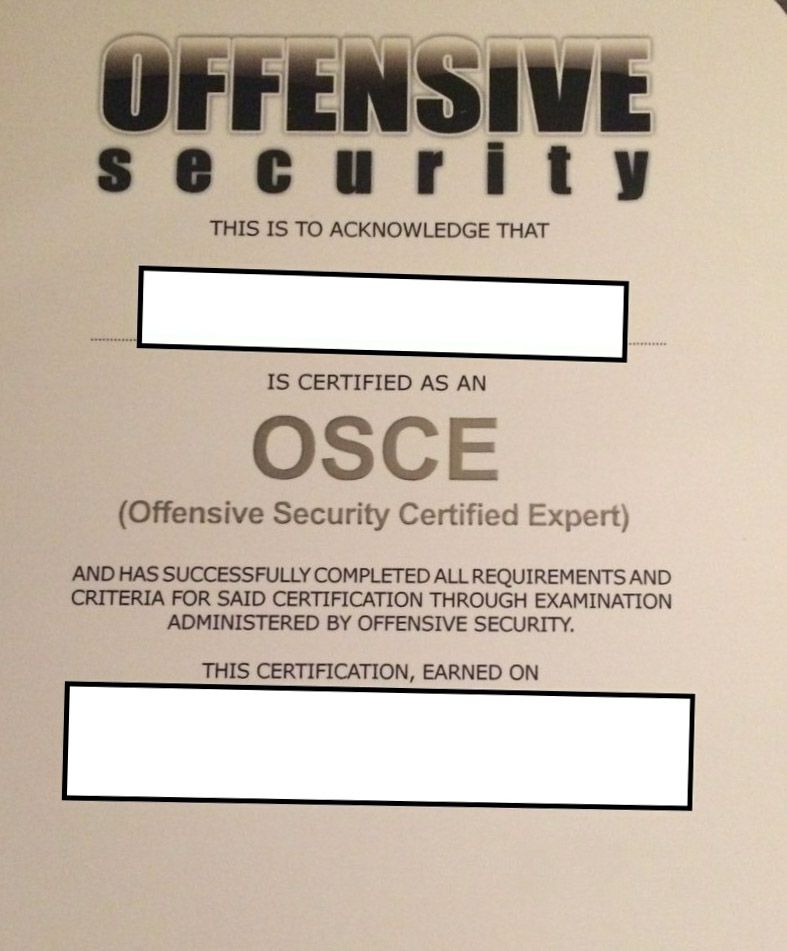 OFFENSIVE
security
THIS IS TO ACKNOWLEDGE THAT
IS CERTIFIED AS AN
OSCE
(Offensive Security Certified Expert)
AND HAS SUCCESSFULLY COMPLETED ALL REQUIREMENTS AND
CRITERIA FOR SAID CERTIFICATION THROUGH EXAMINATION
ADMINISTERED BY OFFENSIVE SECURITY.
THIS CERTIFICATION, EARNED ON